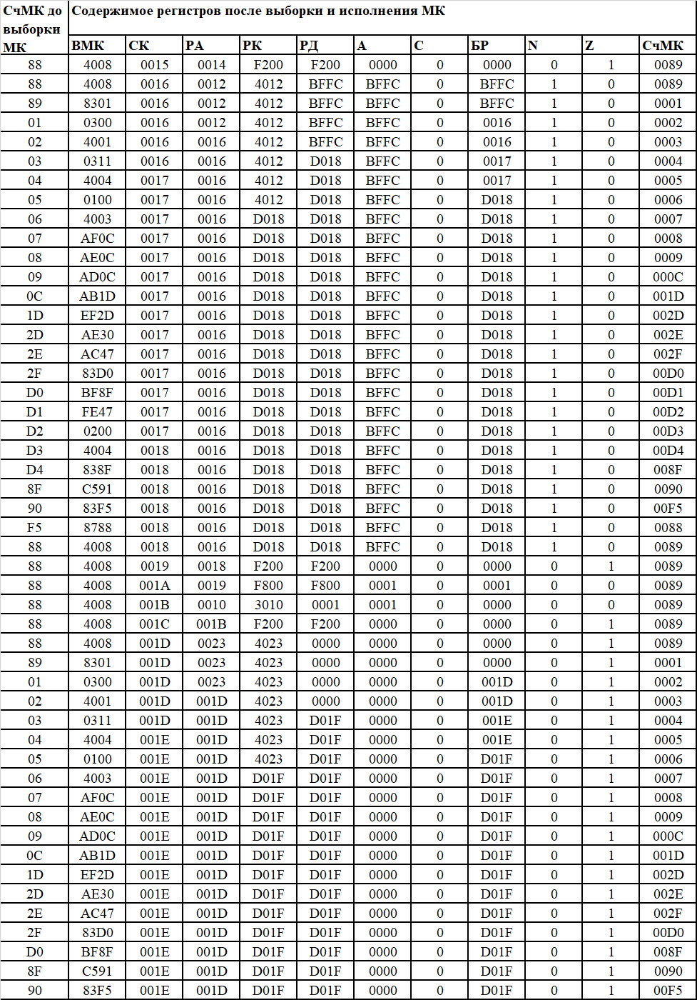 СчМК до выборки МК Содержимое регистров после выборки и исполнения МК
ВМК СК РА РК РД А С БР N Z СчМК
88 4008 0015 0014 F200 F200 0000 0 0000 0 1 0089
88 4008 0016 0012 4012 BFFC BFFC 0 BFFC 1 0 0089
89 8301 0016 0012 4012 BFFC BFFC 0 BFFC 1 0 0001
01 0300 0016 0012 4012 BFFC BFFC 0 0016 1 0 0002
02 4001 0016 0016 4012 BFFC BFFC 0 0016 1 0 0003
03 0311 0016 0016 4012 D018 BFFC 0 0017 1 0 0004
04 4004 0017 0016 4012 D018 BFFC 0 0017 1 0 0005
05 0100 0017 0016 4012 D018 BFFC 0 D018 1 0 0006
06 4003 0017 0016 D018 D018 BFFC 0 D018 1 0 0007
07 AF0C 0017 0016 D018 D018 BFFC 0 D018 1 0 0008
08 AE0C 0017 0016 D018 D018 BFFC 0 D018 1 0 0009
09 AD0C 0017 0016 D018 D018 BFFC 0 D018 1 0 000C
0C AB1D 0017 0016 D018 D018 BFFC 0 D018 1 0 001D
1D EF2D 0017 0016 D018 D018 BFFC 0 D018 1 0 002D
2D AE30 0017 0016 D018 D018 BFFC 0 D018 1 0 002E
2E AC47 0017 0016 D018 D018 BFFC 0 D018 1 0 002F
2F 83D0 0017 0016 D018 D018 BFFC 0 D018 1 0 00D0
D0 BF8F 0017 0016 D018 D018 BFFC 0 D018 1 0 00D1
D1 FE47 0017 0016 D018 D018 BFFC 0 D018 1 0 00D2
D2 0200 0017 0016 D018 D018 BFFC 0 D018 1 0 00D3
D3 4004 0018 0016 D018 D018 BFFC 0 D018 1 0 00D4
D4 838F 0018 0016 D018 D018 BFFC 0 D018 1 0 008F
8F C591 0018 0016 D018 D018 BFFC 0 D018 1 0 0090
90 83F5 0018 0016 D018 D018 BFFC 0 D018 1 0 00F5
F5 8788 0018 0016 D018 D018 BFFC 0 D018 1 0 0088
88 4008 0018 0016 D018 D018 BFFC 0 D018 1 0 0089
88 4008 0019 0018 F200 F200 0000 0 0000 0 1 0089
88 4008 001A 0019 F800 F800 0001 0 0001 0 0 0089
88 4008 001B 0010 3010 0001 0001 0 0000 0 0 0089
88 4008 001C 001B F200 F200 0000 0 0000 0 1 0089
88 4008 001D 0023 4023 0000 0000 0 0000 0 1 0089
89 8301 001D 0023 4023 0000 0000 0 0000 0 1 0001
01 0300 001D 0023 4023 0000 0000 0 001D 0 1 0002
02 4001 001D 001D 4023 0000 0000 0 001D 0 1 0003
03 0311 001D 001D 4023 D01F 0000 0 001E 0 1 0004
04 4004 001E 001D 4023 D01F 0000 0 001E 0 1 0005
05 0100 001E 001D 4023 D01F 0000 0 D01F 0 1 0006
06 4003 001E 001D D01F D01F 0000 0 D01F 0 1 0007
07 AF0C 001E 001D D01F D01F 0000 0 D01F 0 1 0008
08 AE0C 001E 001D D01F D01F 0000 0 D01F 0 1 0009
09 AD0C 001E 001D D01F D01F 0000 0 D01F 0 1 000C
0C AB1D 001E 001D D01F D01F 0000 0 D01F 0 1 001D
1D EF2D 001E 001D D01F D01F 0000 0 D01F 0 1 002D
2D AE30 001E 001D D01F D01F 0000 0 D01F 0 1 002E
2E AC47 001E 001D D01F D01F 0000 0 D01F 0 1 002F
2F 83D0 001E 001D D01F D01F 0000 0 D01F 0 1 00D0
D0 BF8F 001E 001D D01F D01F 0000 0 D01F 0 1 008F
8F C591 001E 001D D01F D01F 0000 0 D01F 0 1 0090
90 83F5 001E 001D D01F D01F 0000 0 D01F 0 1 00F5